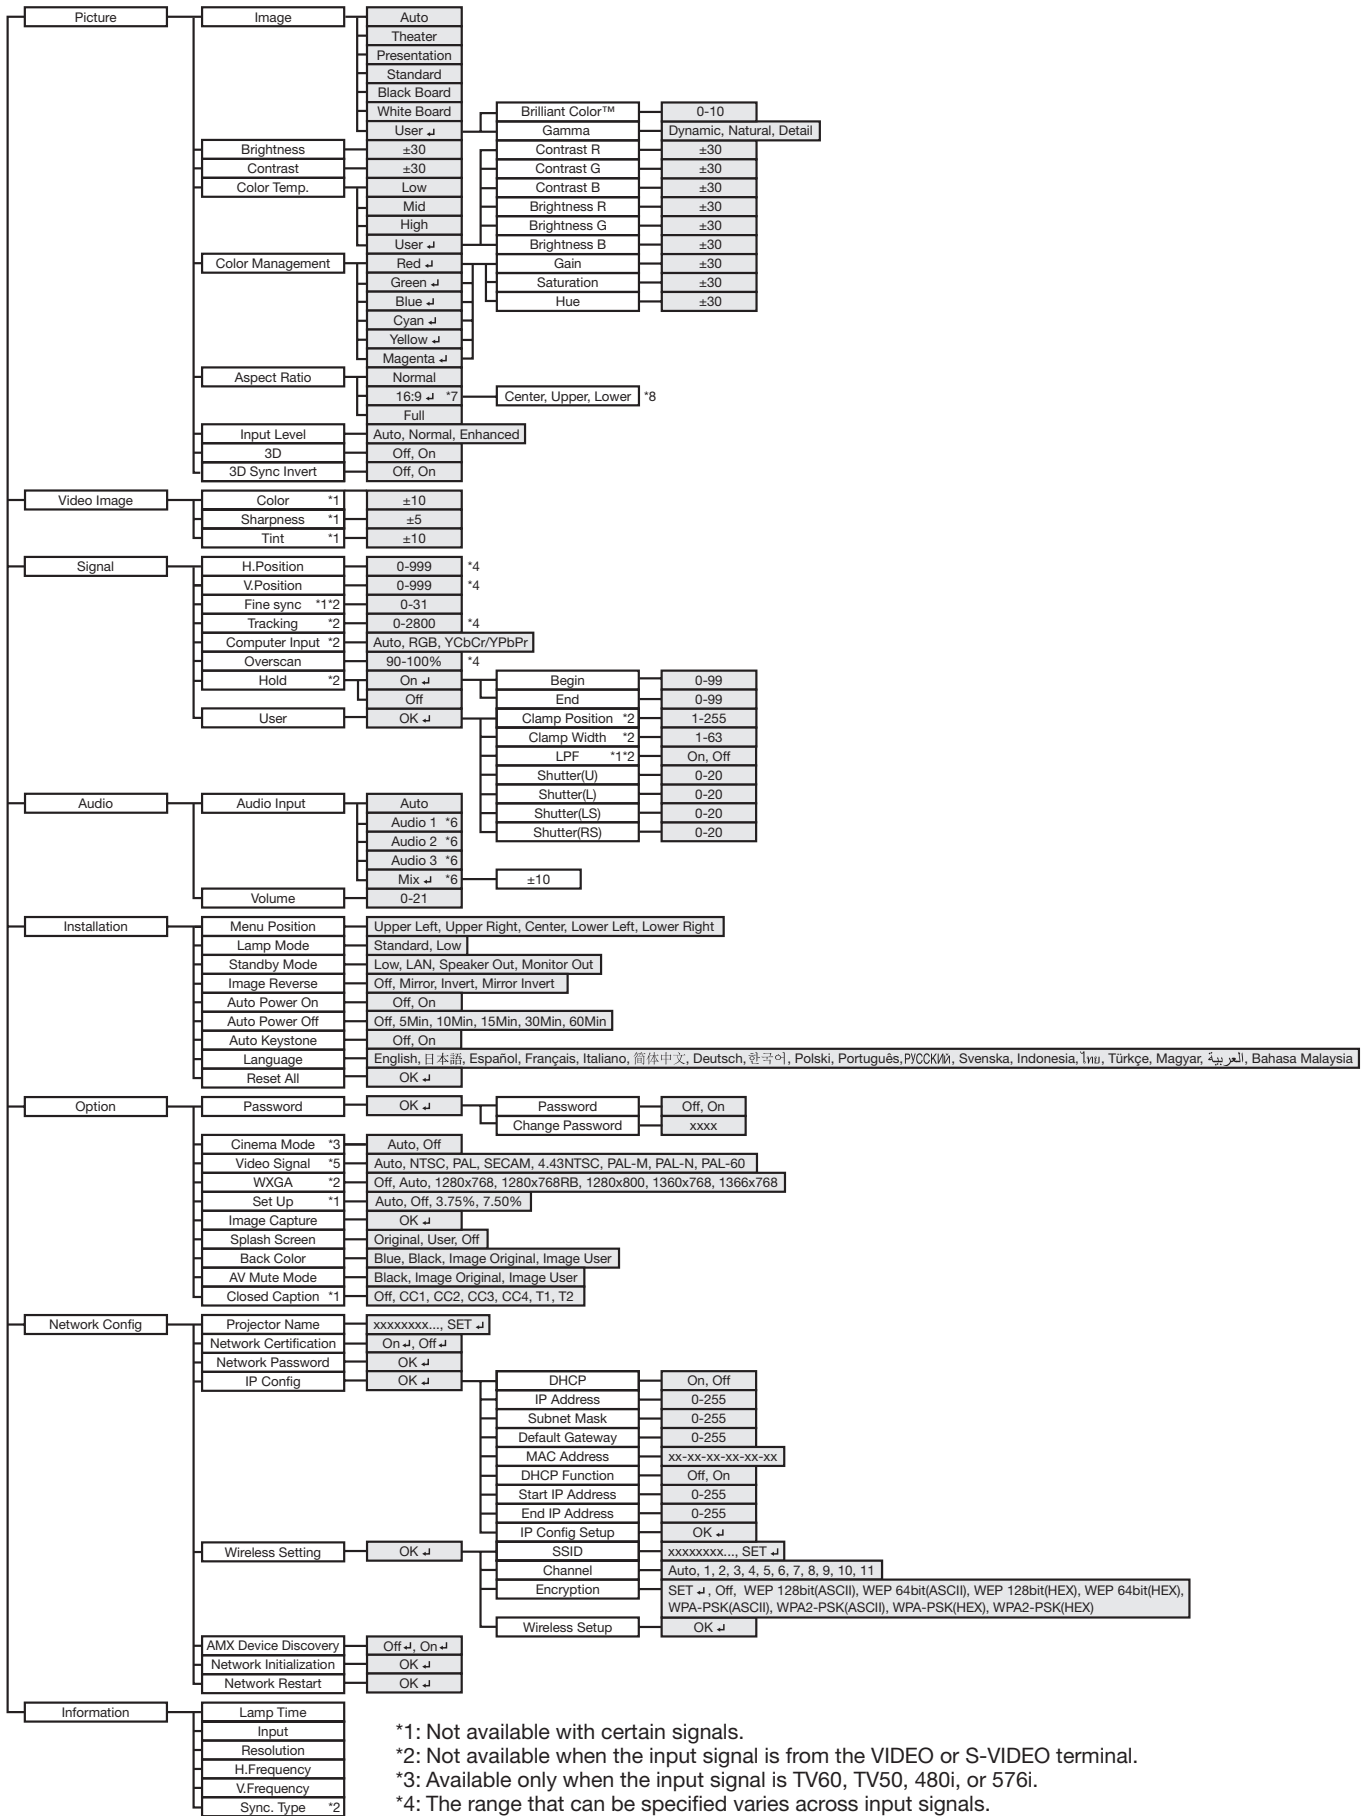 Picture
Image
Auto
Theater
Presentation
Standard
Black Board
White Board
User ↵
Brilliant Color™
0-10
Gamma
Dynamic, Natural, Detail
Brightness
±30
Contrast
±30
Color Temp.
Low
Mid
High
User ↵
Contrast R
±30
Contrast G
±30
Contrast B
±30
Brightness R
±30
Brightness G
±30
Brightness B
±30
Color Management
Red ↵
Green ↵
Blue ↵
Cyan ↵
Yellow ↵
Magenta ↵
Gain
±30
Saturation
±30
Hue
±30
Aspect Ratio
Normal
16:9 ↵ *7
Center, Upper, Lower *8
Full
Input Level
Auto, Normal, Enhanced
3D
Off, On
3D Sync Invert
Off, On
Video Image
Color *1
±10
Sharpness *1
±5
Tint *1
±10
Signal
H.Position
0-999 *4
V.Position
0-999 *4
Fine sync *1*2
0-31
Tracking *2
0-2800 *4
Computer Input *2
Auto, RGB, YCbCr/YPbPr
Overscan
90-100% *4
Hold *2
On ↵
Off
Begin
0-99
End
0-99
User
OK ↵
Clamp Position *2
1-255
Clamp Width *2
1-63
LPF *1*2
On, Off
Shutter(U)
0-20
Shutter(L)
0-20
Shutter(LS)
0-20
Shutter(RS)
0-20
Audio
Audio Input
Auto
Audio 1 *6
Audio 2 *6
Audio 3 *6
Mix ↵ *6
±10
Volume
0-21
Installation
Menu Position
Upper Left, Upper Right, Center, Lower Left, Lower Right
Lamp Mode
Standard, Low
Standby Mode
Low, LAN, Speaker Out, Monitor Out
Image Reverse
Off, Mirror, Invert, Mirror Invert
Auto Power On
Off, On
Auto Power Off
Off, 5Min, 10Min, 15Min, 30Min, 60Min
Auto Keystone
Off, On
Language
English, 日本語, Español, Français, Italiano, 简体中文, Deutsch, 한국어, Polski, Português, РУССКИЙ, Svenska, Indonesia, ไทย, Türkçe, Magyar, العربية, Bahasa Malaysia
Reset All
OK ↵
Option
Password
OK ↵
Password
Off, On
Change Password
xxxx
Cinema Mode *3
Auto, Off
Video Signal *5
Auto, NTSC, PAL, SECAM, 4.43NTSC, PAL-M, PAL-N, PAL-60
WXGA *2
Off, Auto, 1280x768, 1280x768RB, 1280x800, 1360x768, 1366x768
Set Up *1
Auto, Off, 3.75%, 7.50%
Image Capture
OK ↵
Splash Screen
Original, User, Off
Back Color
Blue, Black, Image Original, Image User
AV Mute Mode
Black, Image Original, Image User
Closed Caption *1
Off, CC1, CC2, CC3, CC4, T1, T2
Network Config
Projector Name
xxxxxxxx..., SET ↵
Network Certification
On ↵, Off ↵
Network Password
OK ↵
IP Config
OK ↵
DHCP
On, Off
IP Address
0-255
Subnet Mask
0-255
Default Gateway
0-255
MAC Address
xx-xx-xx-xx-xx-xx
DHCP Function
Off, On
Start IP Address
0-255
End IP Address
0-255
IP Config Setup
OK ↵
Wireless Setting
OK ↵
SSID
xxxxxxxx..., SET ↵
Channel
Auto, 1, 2, 3, 4, 5, 6, 7, 8, 9, 10, 11
Encryption
SET ↵, Off, WEP 128bit(ASCII), WEP 64bit(ASCII), WEP 128bit(HEX), WEP 64bit(HEX),
WPA-PSK(ASCII), WPA2-PSK(ASCII), WPA-PSK(HEX), WPA2-PSK(HEX)
Wireless Setup
OK ↵
AMX Device Discovery
Off ↵, On ↵
Network Initialization
OK ↵
Network Restart
OK ↵
Information
Lamp Time
Input
Resolution
H.Frequency
V.Frequency
Sync. Type *2
*1: Not available with certain signals.
*2: Not available when the input signal is from the VIDEO or S-VIDEO terminal.
*3: Available only when the input signal is TV60, TV50, 480i, or 576i.
*4: The range that can be specified varies across input signals.